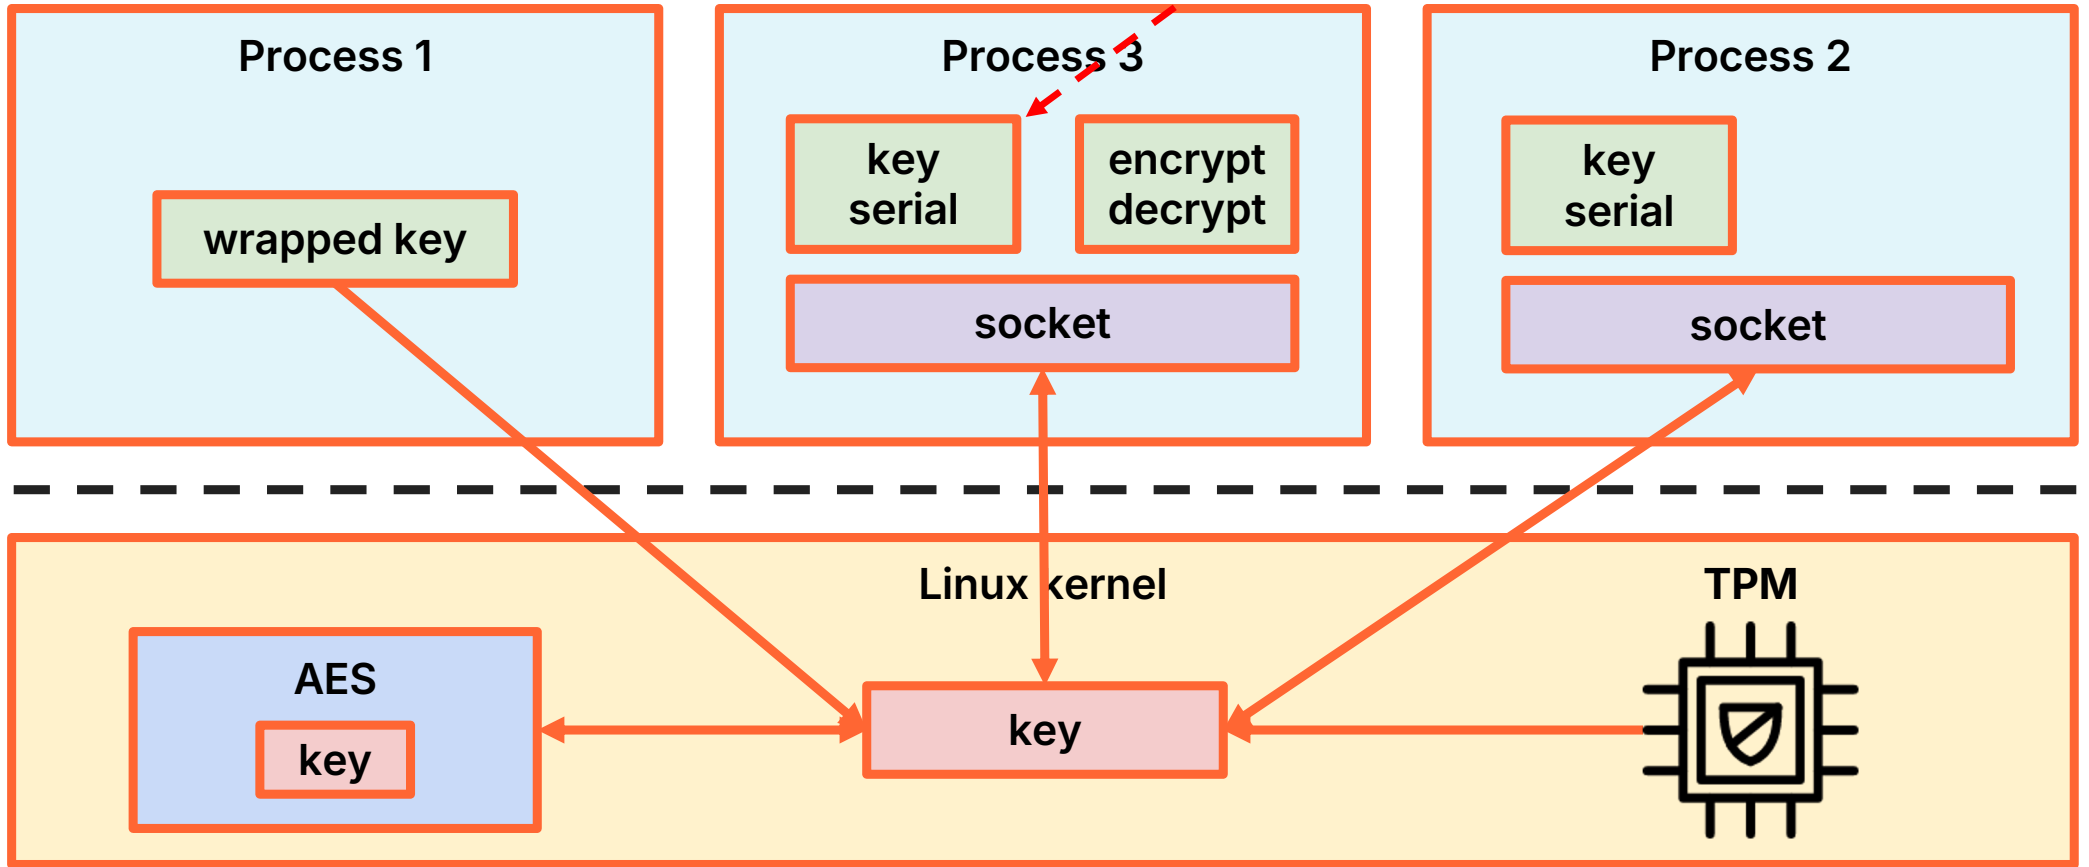 Process 1
wrapped key
Process 3
key
serial
encrypt
decrypt
socket
Process 2
key
serial
socket
Linux kernel
TPM
AES
key
key